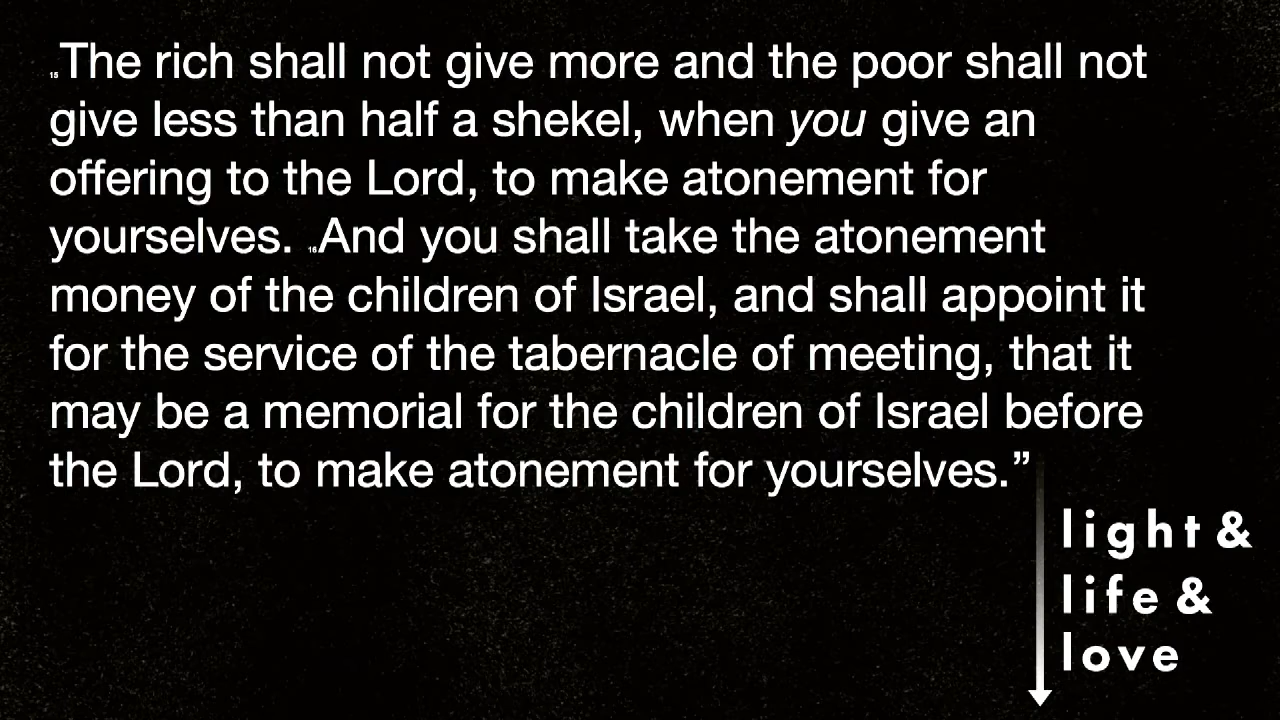 15 The rich shall not give more and the poor shall not
give less than half a shekel, when you give an
offering to the Lord, to make atonement for
yourselves. 16 And you shall take the atonement
money of the children of Israel, and shall appoint it
for the service of the tabernacle of meeting, that it
may be a memorial for the children of Israel before
the Lord, to make atonement for yourselves.”
light &
life &
love